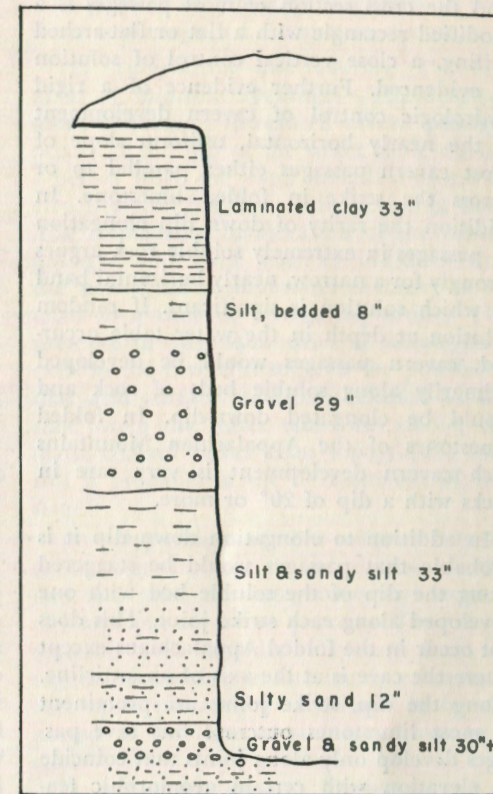 Laminated clay 33"
Silt, bedded 8"
Gravel 29"
Silt & sandy silt 33"
Silty sand 12"
Gravel & sandy silt 30"+